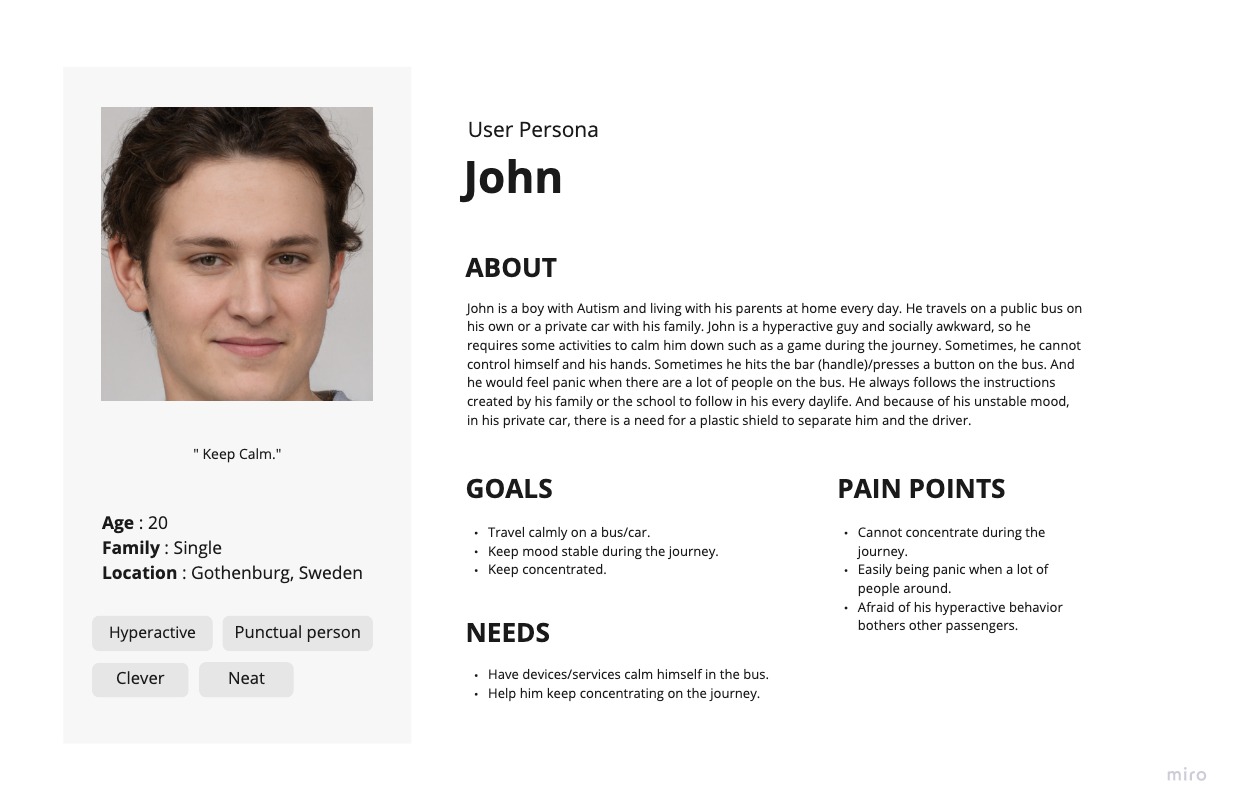 User Persona
John
ABOUT
John is a boy with Autism and living with his parents at home every day. He travels on a public bus on
his own or a private car with his family. John is a hyperactive guy and socially awkward, so he
requires some activities to calm him down such as a game during the journey. Sometimes, he cannot
control himself and his hands. Sometimes he hits the bar (handle)/presses a button on the bus. And
he would feel panic when there are a lot of people on the bus. He always follows the instructions
created by his family or the school to follow in his every daylife. And because of his unstable mood,
in his private car, there is a need for a plastic shield to separate him and the driver.
" Keep Calm."
Age : 20
Family : Single
Location : Gothenburg, Sweden
Hyperactive
Punctual person
Clever
Neat
GOALS
• Travel calmly on a bus/car.
• Keep mood stable during the journey.
• Keep concentrated.
NEEDS
• Have devices/services calm himself in the bus.
• Help him keep concentrating on the journey.
PAIN POINTS
• Cannot concentrate during the
journey.
• Easily being panic when a lot of
people around.
• Afraid of his hyperactive behavior
bothers other passengers.
miro